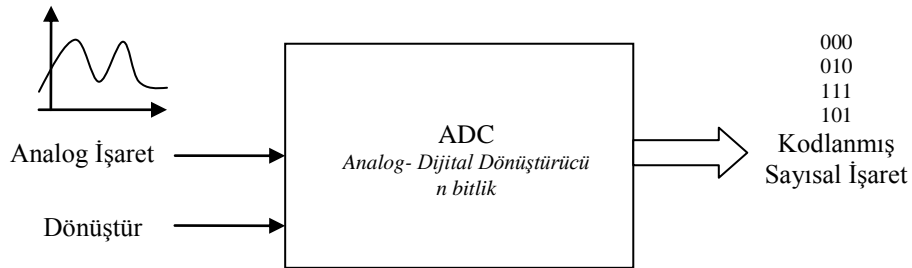 Analog İşaret
Dönüştür
ADC
Analog- Dijital Dönüştürücü
n bitlik
000
010
111
101
Kodlanmış
Sayısal İşaret